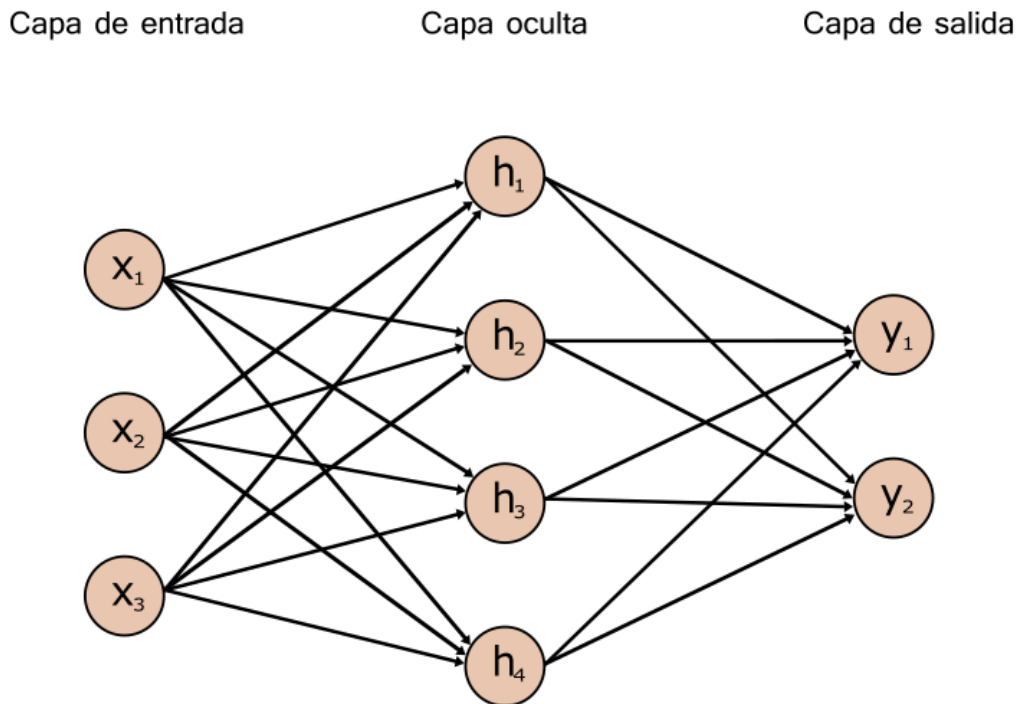 Capa de entrada
Capa oculta
Capa de salida
h₁
x₁
h₂
y₁
x₂
h₃
y₂
x₃
h₄